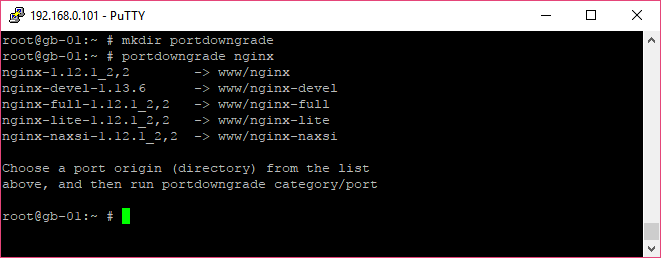 192.168.0.101 - PuTTY
root@gb-01:~ # mkdir portdowngrade
root@gb-01:~ # portdowngrade nginx
nginx-1.12.1_2,2        -> www/nginx
nginx-devel-1.13.6      -> www/nginx-devel
nginx-full-1.12.1_2,2   -> www/nginx-full
nginx-lite-1.12.1_2,2   -> www/nginx-lite
nginx-naxsi-1.12.1_2,2  -> www/nginx-naxsi
Choose a port origin (directory) from the list
above, and then run portdowngrade category/port
root@gb-01:~ #